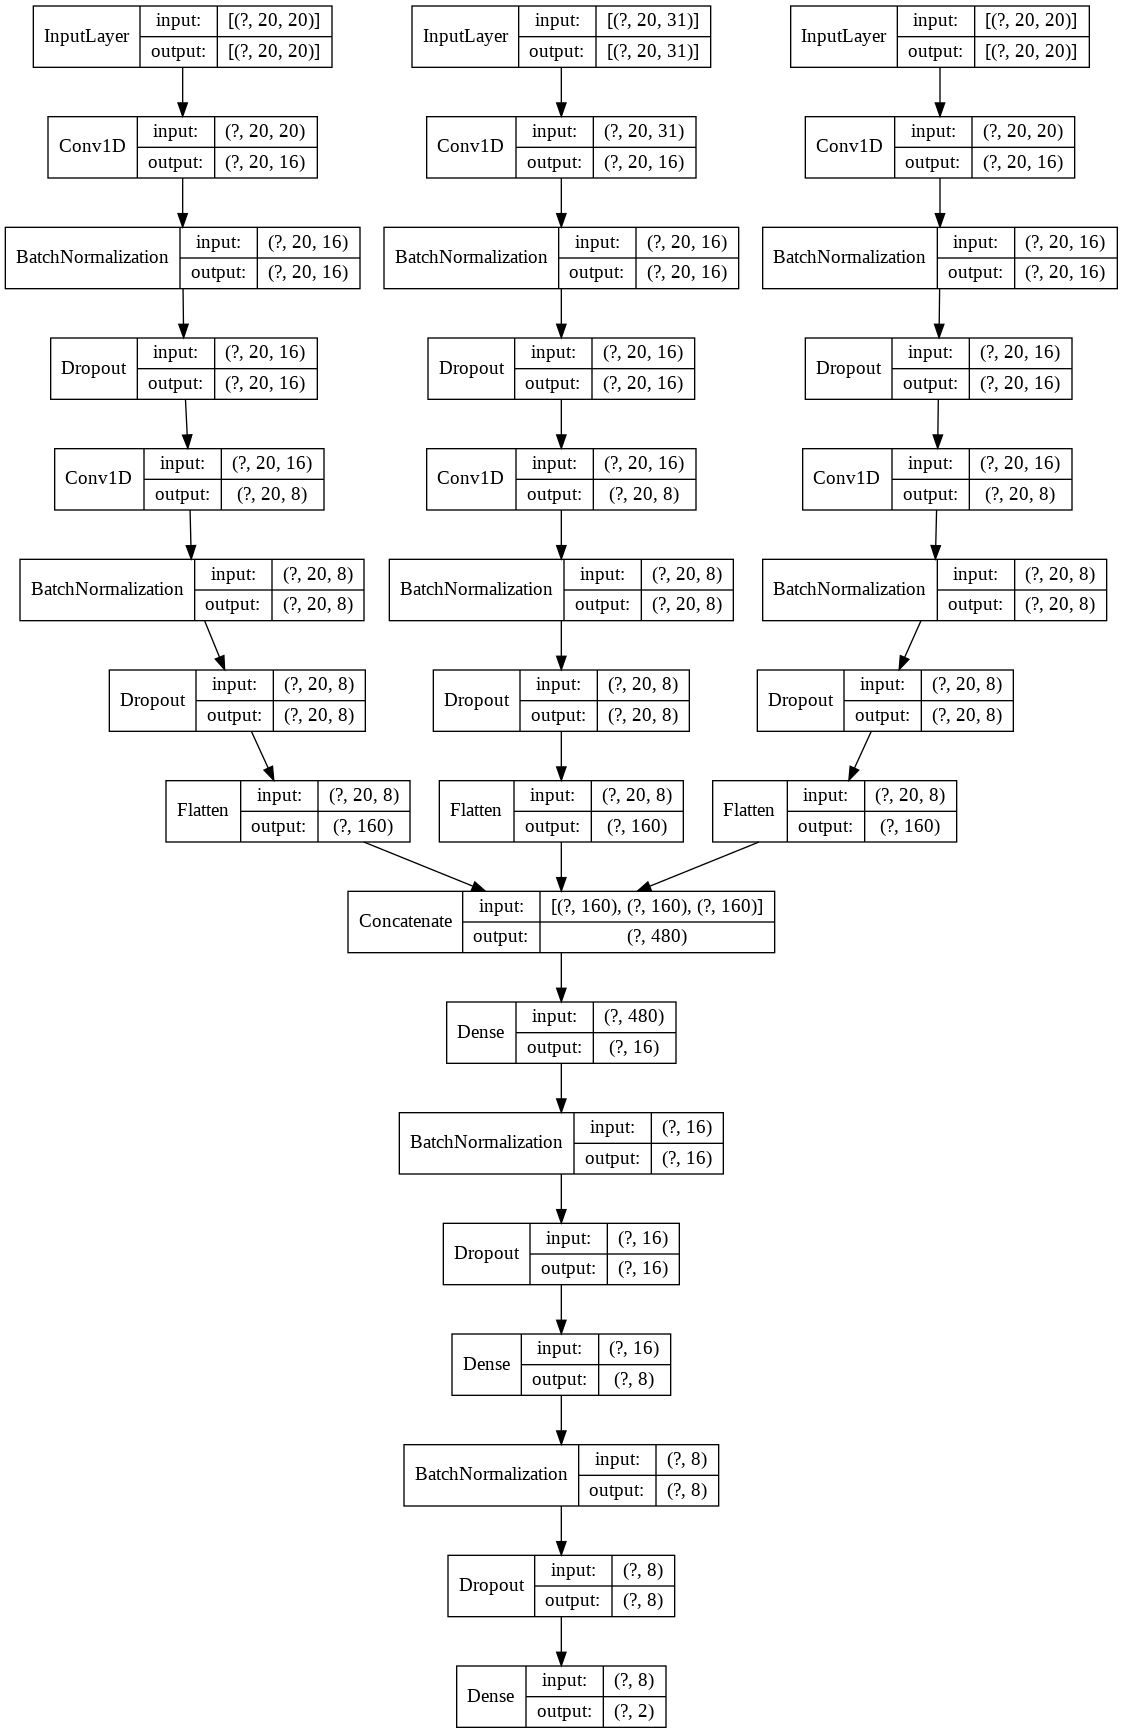 InputLayer input: [(?, 20, 20)] output: [(?, 20, 20)]
InputLayer input: [(?, 20, 31)] output: [(?, 20, 31)]
InputLayer input: [(?, 20, 20)] output: [(?, 20, 20)]
Conv1D input: (?, 20, 20) output: (?, 20, 16)
Conv1D input: (?, 20, 31) output: (?, 20, 16)
Conv1D input: (?, 20, 20) output: (?, 20, 16)
BatchNormalization input: (?, 20, 16) output: (?, 20, 16)
BatchNormalization input: (?, 20, 16) output: (?, 20, 16)
BatchNormalization input: (?, 20, 16) output: (?, 20, 16)
Dropout input: (?, 20, 16) output: (?, 20, 16)
Dropout input: (?, 20, 16) output: (?, 20, 16)
Dropout input: (?, 20, 16) output: (?, 20, 16)
Conv1D input: (?, 20, 16) output: (?, 20, 8)
Conv1D input: (?, 20, 16) output: (?, 20, 8)
Conv1D input: (?, 20, 16) output: (?, 20, 8)
BatchNormalization input: (?, 20, 8) output: (?, 20, 8)
BatchNormalization input: (?, 20, 8) output: (?, 20, 8)
BatchNormalization input: (?, 20, 8) output: (?, 20, 8)
Dropout input: (?, 20, 8) output: (?, 20, 8)
Dropout input: (?, 20, 8) output: (?, 20, 8)
Dropout input: (?, 20, 8) output: (?, 20, 8)
Flatten input: (?, 20, 8) output: (?, 160)
Flatten input: (?, 20, 8) output: (?, 160)
Flatten input: (?, 20, 8) output: (?, 160)
Concatenate input: [(?, 160), (?, 160), (?, 160)] output: (?, 480)
Dense input: (?, 480) output: (?, 16)
BatchNormalization input: (?, 16) output: (?, 16)
Dropout input: (?, 16) output: (?, 16)
Dense input: (?, 16) output: (?, 8)
BatchNormalization input: (?, 8) output: (?, 8)
Dropout input: (?, 8) output: (?, 8)
Dense input: (?, 8) output: (?, 2)